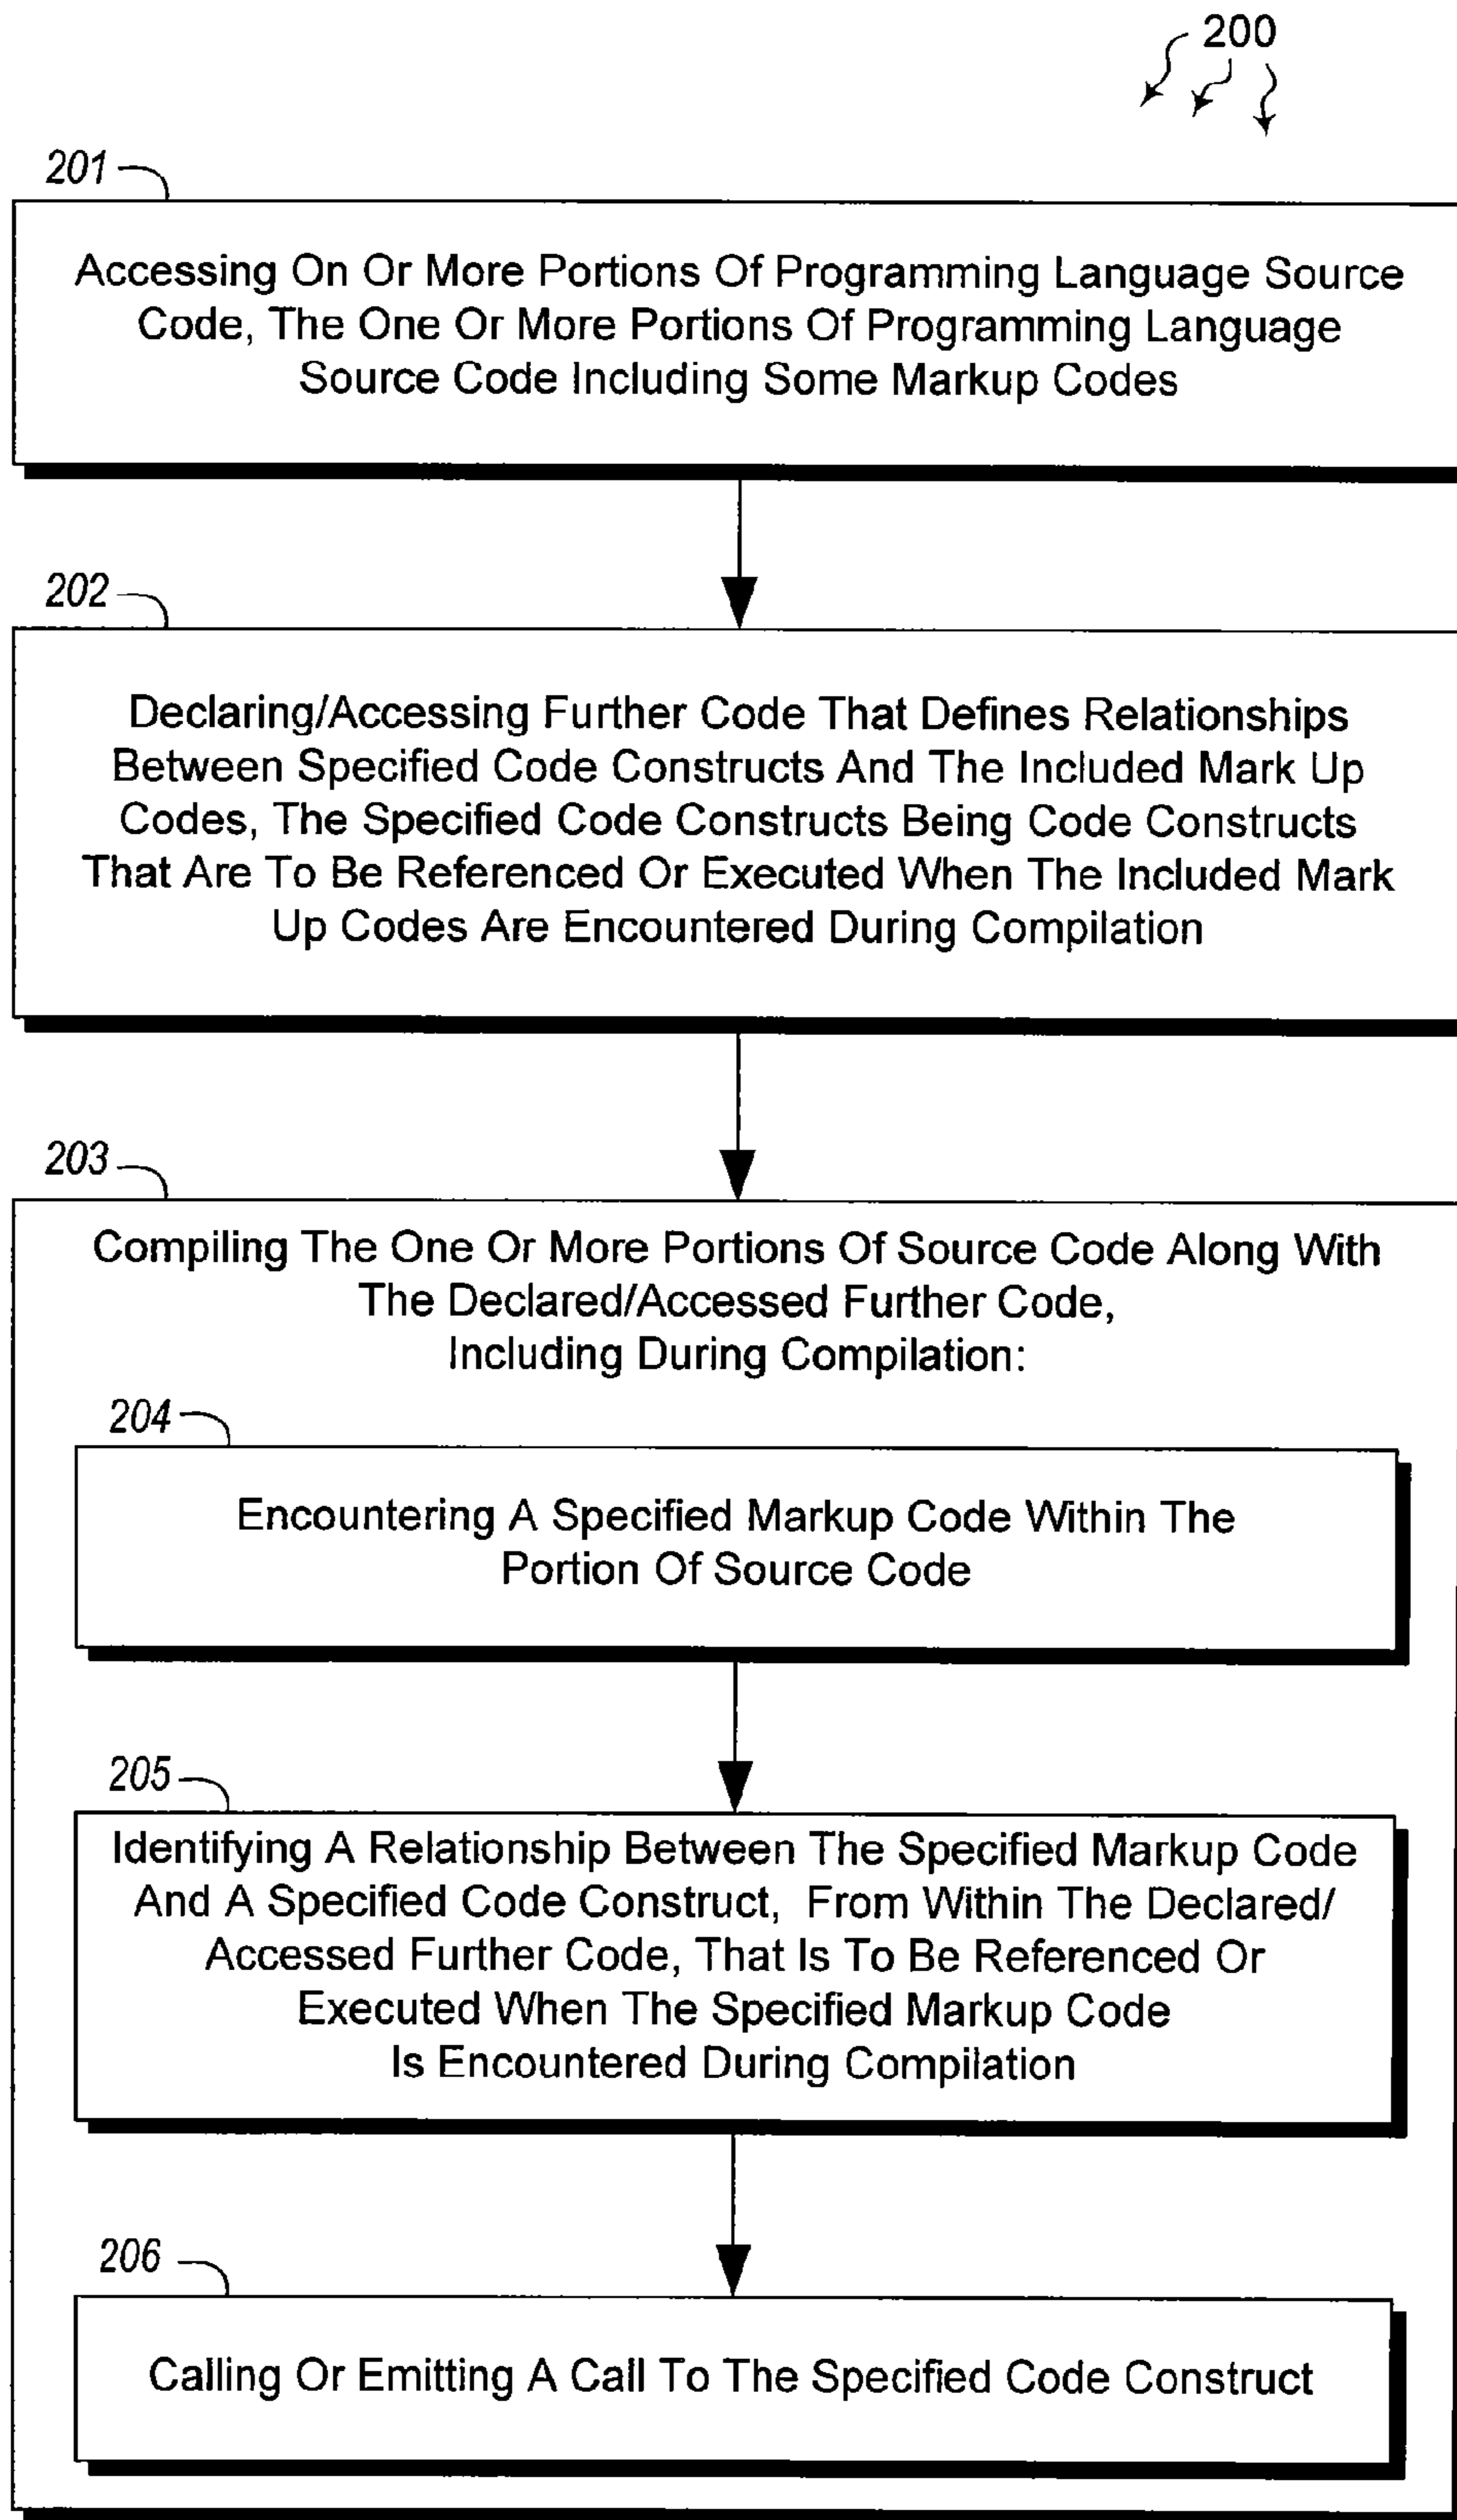 200
201
Accessing On Or More Portions Of Programming Language Source
Code, The One Or More Portions Of Programming Language
Source Code Including Some Markup Codes
202
Declaring/Accessing Further Code That Defines Relationships
Between Specified Code Constructs And The Included Mark Up
Codes, The Specified Code Constructs Being Code Constructs
That Are To Be Referenced Or Executed When The Included Mark
Up Codes Are Encountered During Compilation
203
Compiling The One Or More Portions Of Source Code Along With
The Declared/Accessed Further Code,
Including During Compilation:
204
Encountering A Specified Markup Code Within The
Portion Of Source Code
205
Identifying A Relationship Between The Specified Markup Code
And A Specified Code Construct, From Within The Declared/
Accessed Further Code, That Is To Be Referenced Or
Executed When The Specified Markup Code
Is Encountered During Compilation
206
Calling Or Emitting A Call To The Specified Code Construct